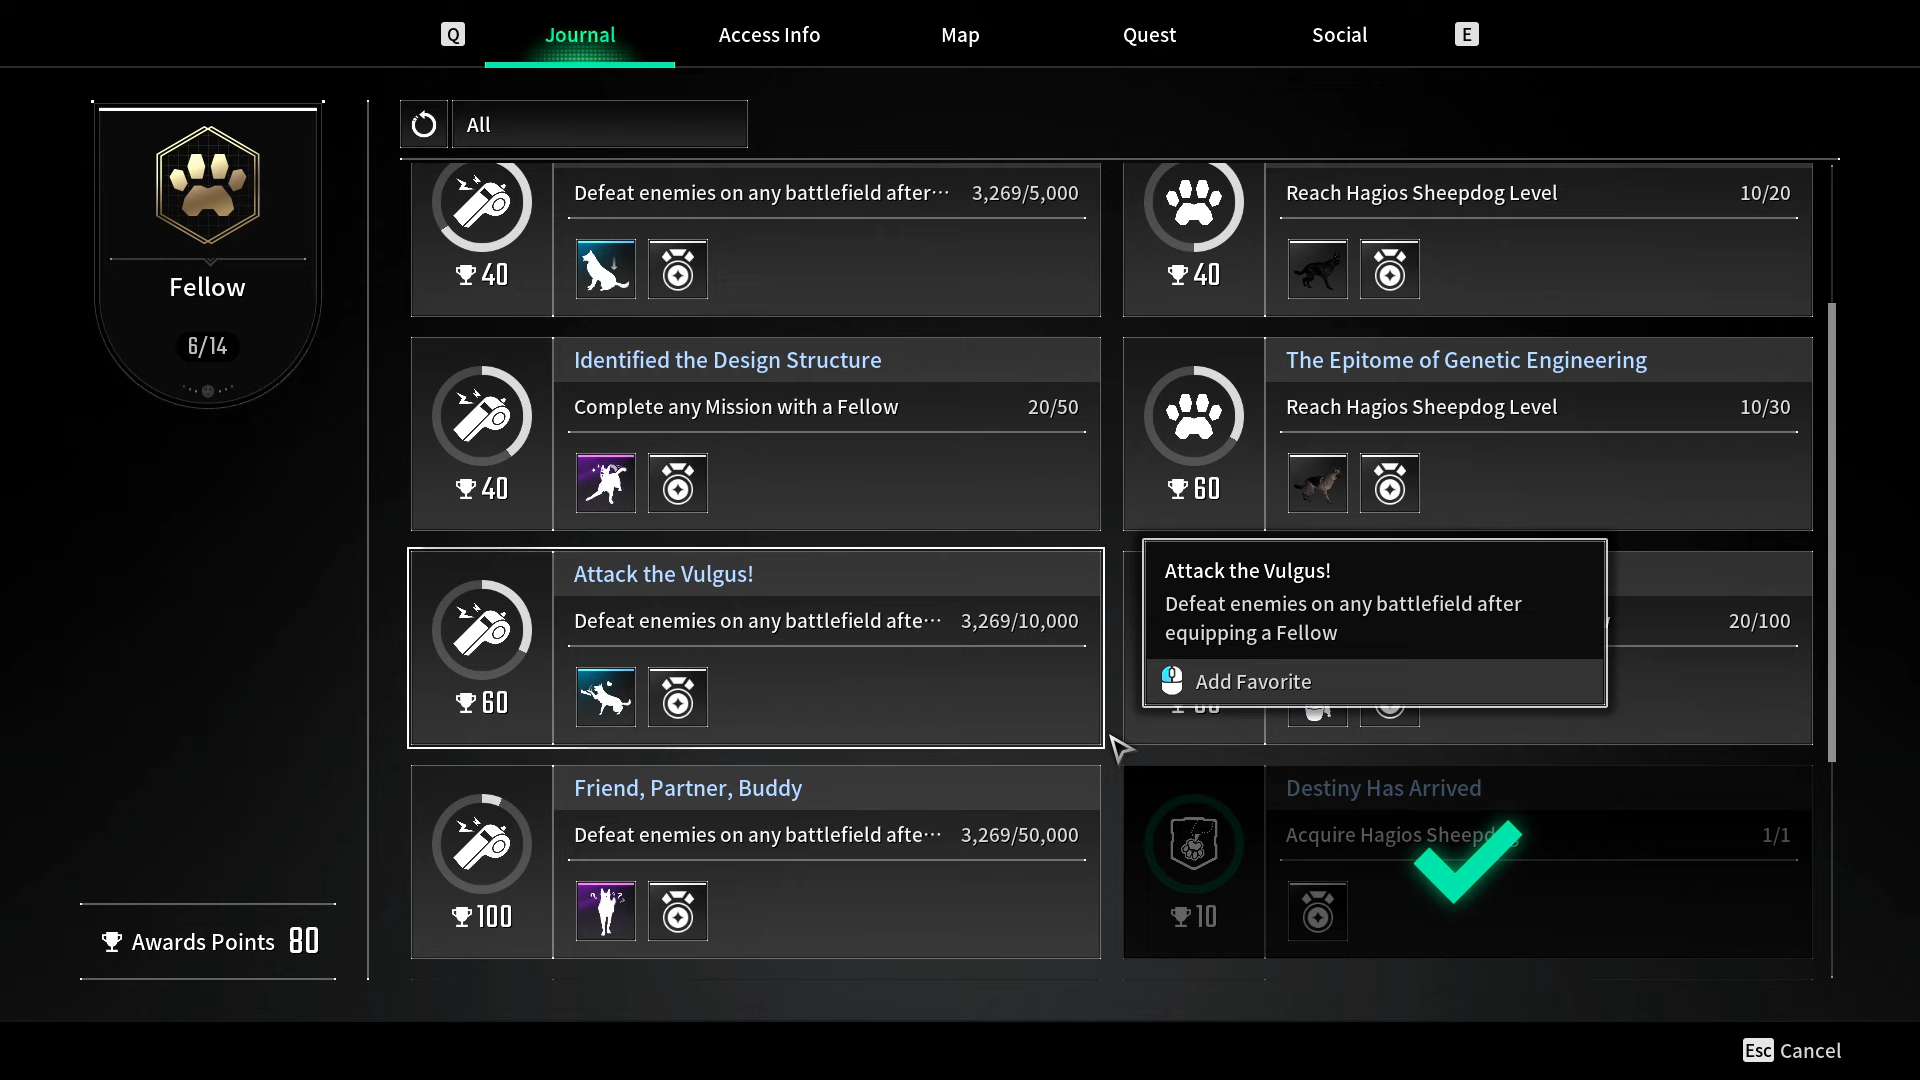 Q Journal Access Info Map Quest Social E
Fellow
6/14
Awards Points 80
All
Defeat enemies on any battlefield after··· 3,269/5,000
40
Reach Hagios Sheepdog Level 10/20
40
Identified the Design Structure
Complete any Mission with a Fellow 20/50
40
The Epitome of Genetic Engineering
Reach Hagios Sheepdog Level 10/30
60
Attack the Vulgus!
Defeat enemies on any battlefield afte··· 3,269/10,000
60
Attack the Vulgus!
Defeat enemies on any battlefield after
equipping a Fellow
Add Favorite
20/100
Friend, Partner, Buddy
Defeat enemies on any battlefield afte··· 3,269/50,000
100
Destiny Has Arrived
Acquire Hagios Sheepdog 1/1
10
Esc Cancel